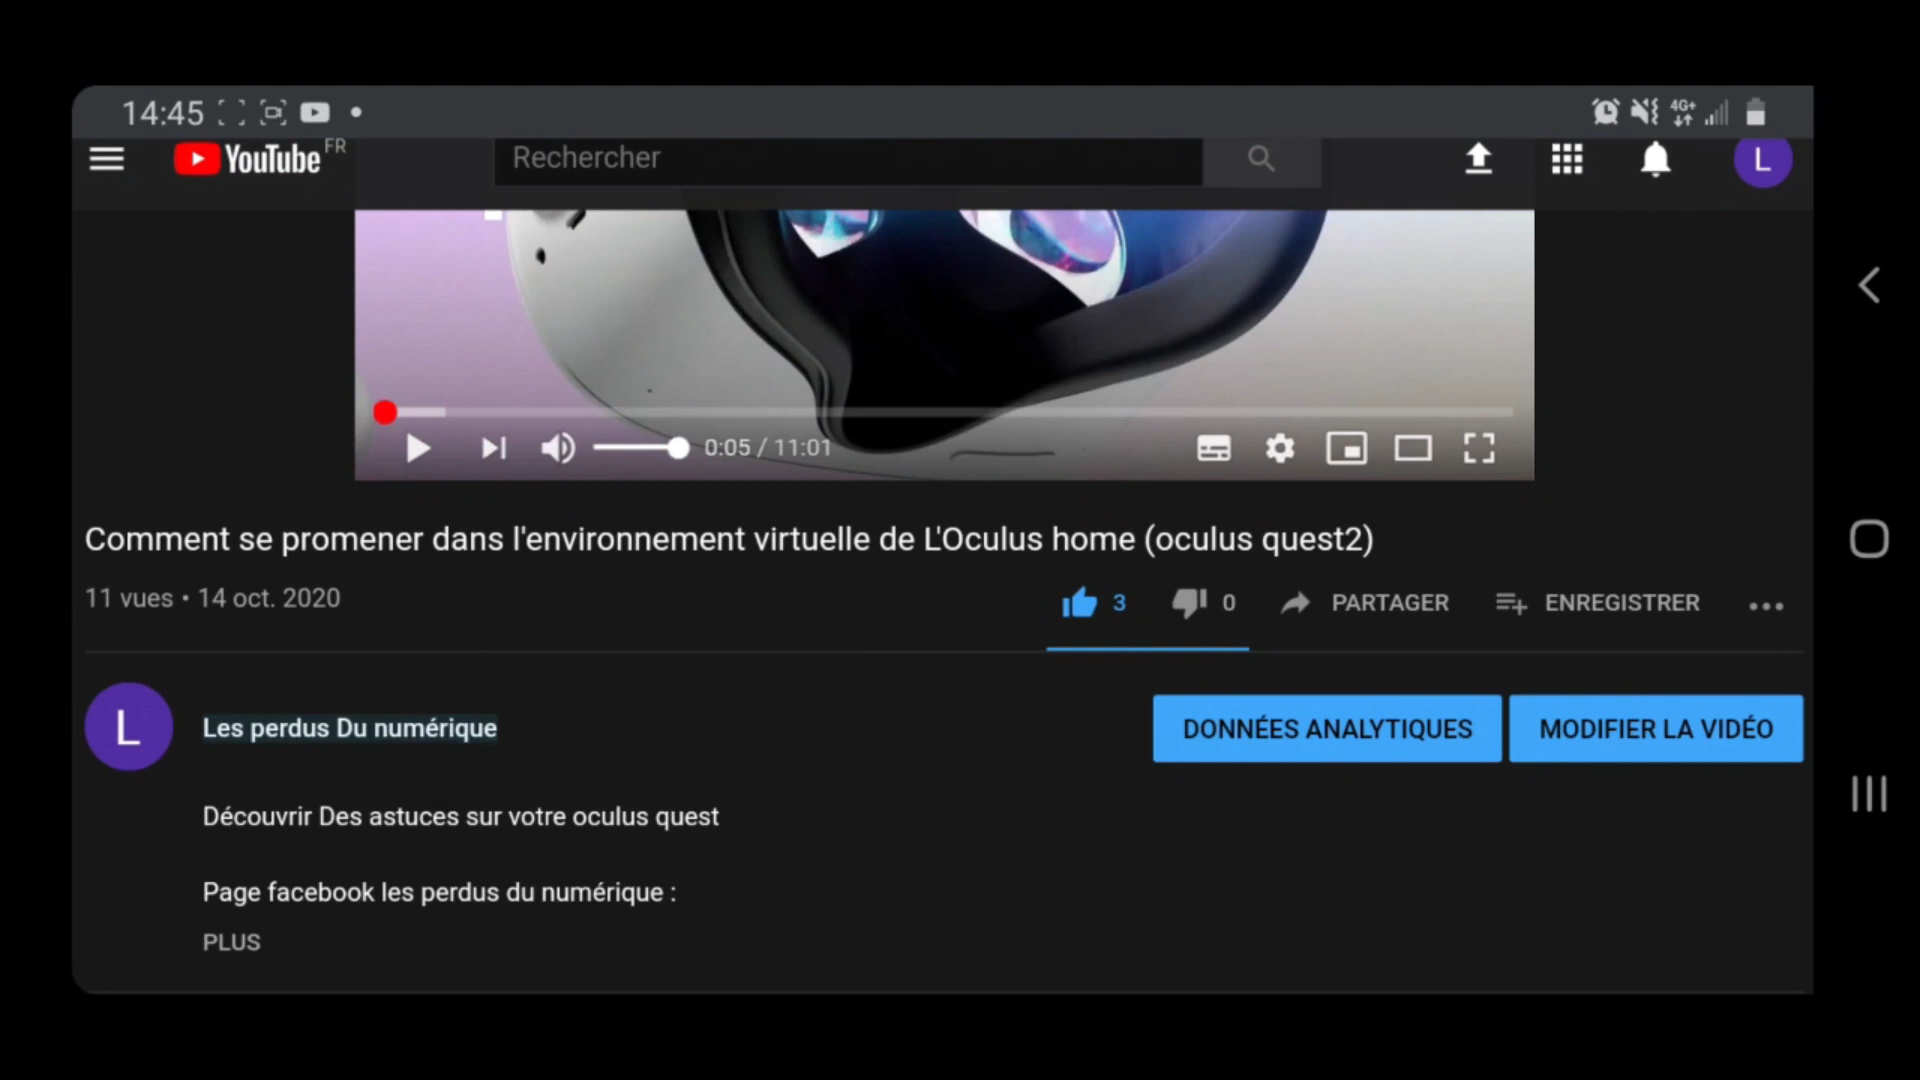 14:45
4G+
YouTube FR
Rechercher
L
0:05 / 11:01
Comment se promener dans l'environnement virtuelle de L'Oculus home (oculus quest2)
11 vues • 14 oct. 2020
3
0
PARTAGER
ENREGISTRER
L
Les perdus Du numérique
DONNÉES ANALYTIQUES
MODIFIER LA VIDÉO
Découvrir Des astuces sur votre oculus quest
Page facebook les perdus du numérique :
PLUS